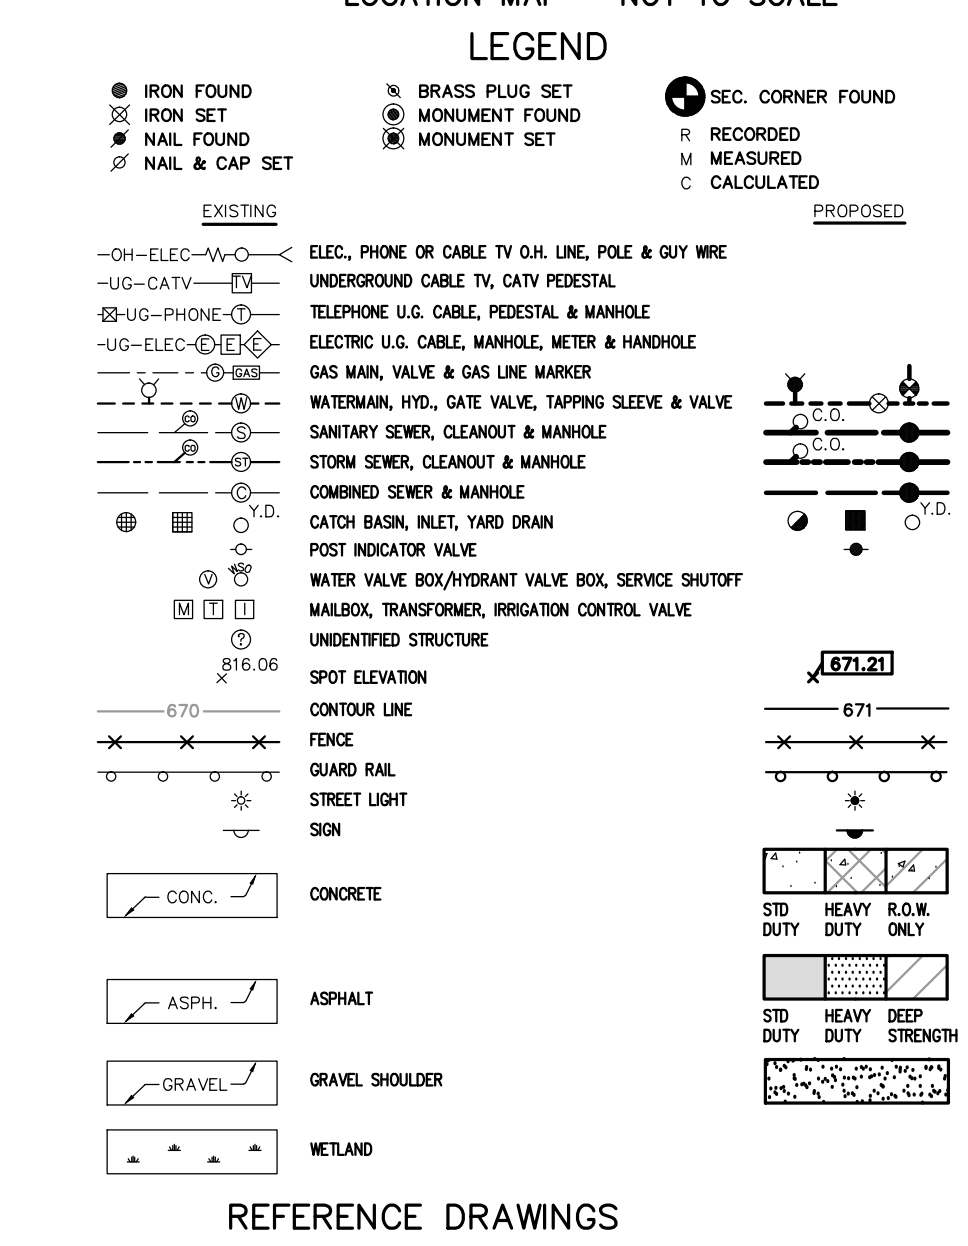 LOCATION MAP - NOT TO SCALE
LEGEND
IRON FOUND
IRON SET
NAIL FOUND
NAIL & CAP SET
BRASS PLUG SET
MONUMENT FOUND
MONUMENT SET
SEC. CORNER FOUND
R RECORDED
M MEASURED
C CALCULATED
EXISTING PROPOSED
OH-ELEC ELEC., PHONE OR CABLE TV O.H. LINE, POLE & GUY WIRE
UG-CATV TV UNDERGROUND CABLE TV, CATV PEDESTAL
UG-PHONE T TELEPHONE U.G. CABLE, PEDESTAL & MANHOLE
UG-ELEC E E E ELECTRIC U.G. CABLE, MANHOLE, METER & HANDHOLE
G GAS GAS MAIN, VALVE & GAS LINE MARKER
W WATERMAIN, HYD., GATE VALVE, TAPPING SLEEVE & VALVE
CO S SANITARY SEWER, CLEANOUT & MANHOLE C.O.
CO ST STORM SEWER, CLEANOUT & MANHOLE C.O.
C COMBINED SEWER & MANHOLE
Y.D. CATCH BASIN, INLET, YARD DRAIN Y.D.
POST INDICATOR VALVE
V WSO WATER VALVE BOX/HYDRANT VALVE BOX, SERVICE SHUTOFF
M T I MAILBOX, TRANSFORMER, IRRIGATION CONTROL VALVE
? UNIDENTIFIED STRUCTURE
816.06 SPOT ELEVATION 671.21
670 CONTOUR LINE 671
FENCE
GUARD RAIL
STREET LIGHT
SIGN
CONC. CONCRETE
STD DUTY
HEAVY DUTY
R.O.W. ONLY
ASPH. ASPHALT
STD DUTY
HEAVY DUTY
DEEP STRENGTH
GRAVEL GRAVEL SHOULDER
WETLAND
REFERENCE DRAWINGS